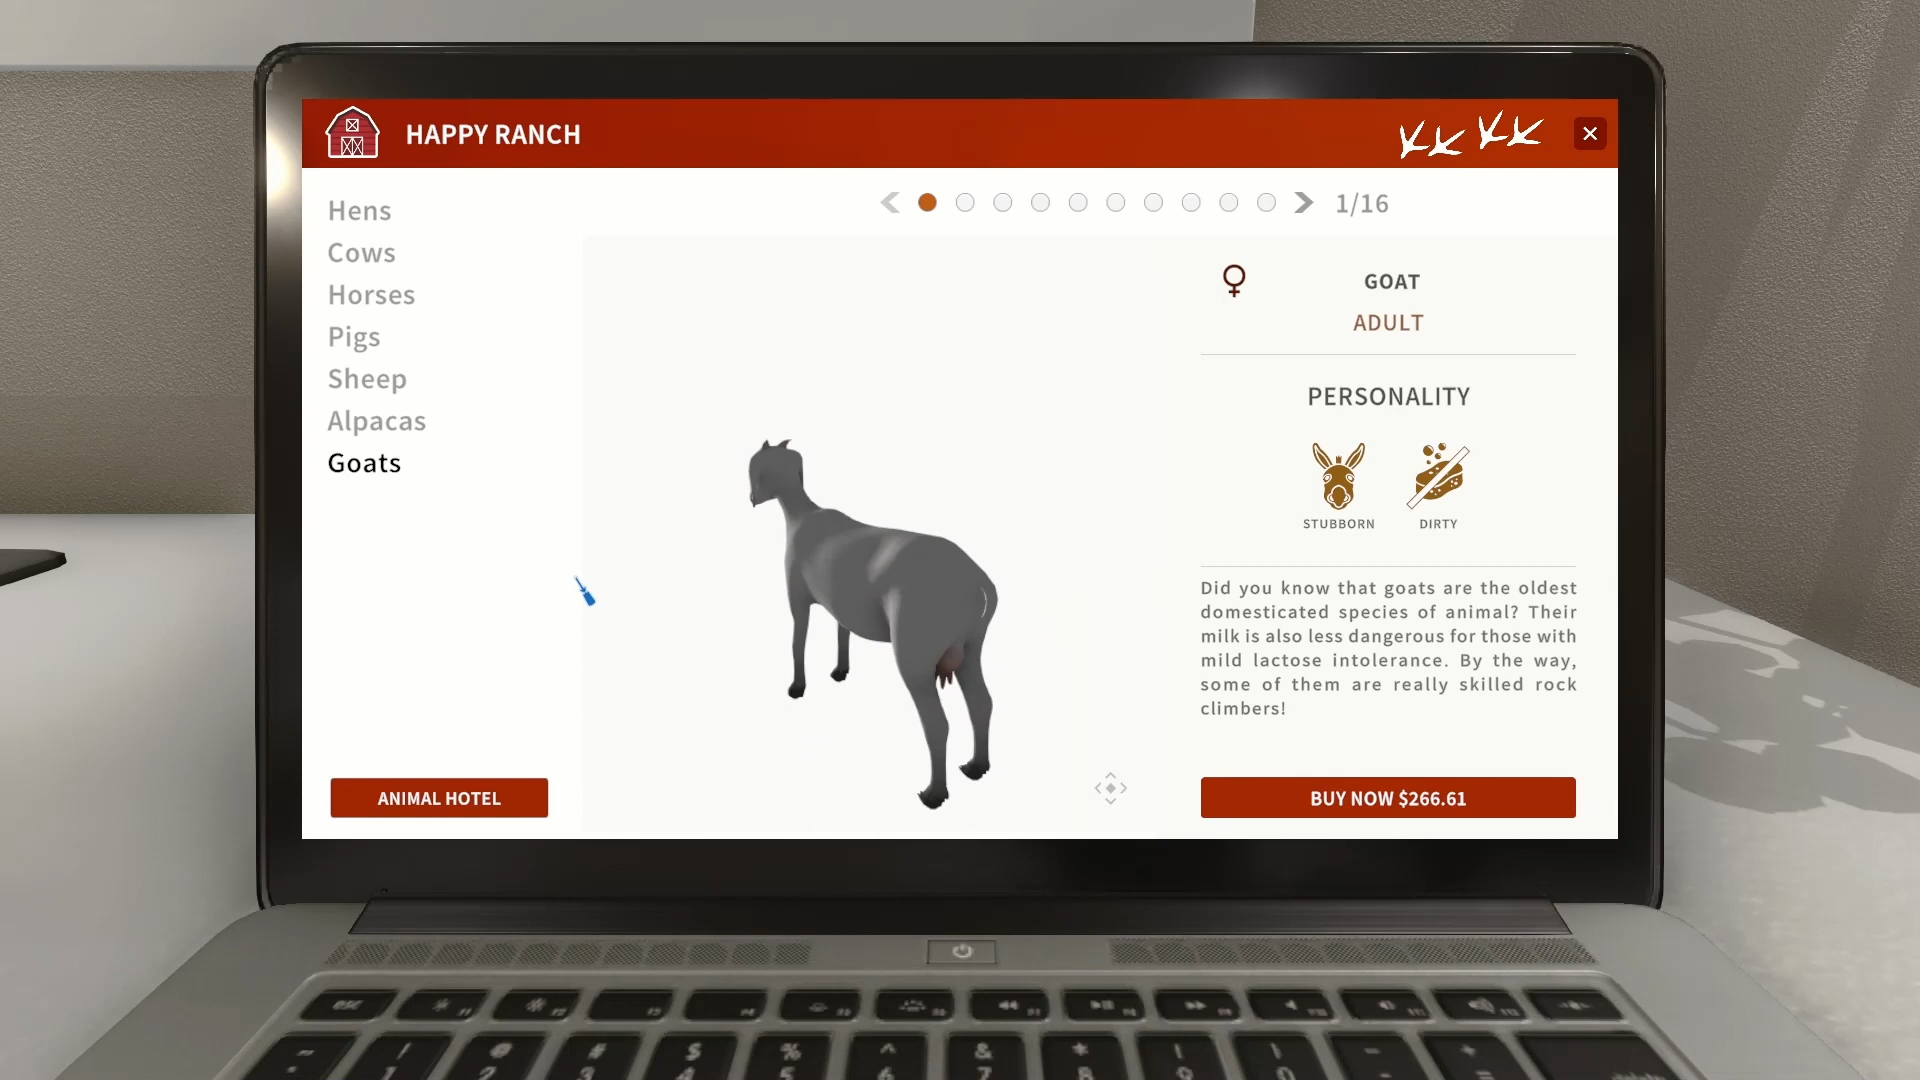 HAPPY RANCH
1/16
Hens
Cows
Horses
Pigs
Sheep
Alpacas
Goats
GOAT
ADULT
PERSONALITY
STUBBORN
DIRTY
Did you know that goats are the oldest
domesticated species of animal? Their
milk is also less dangerous for those with
mild lactose intolerance. By the way,
some of them are really skilled rock
climbers!
ANIMAL HOTEL
BUY NOW $266.61
esc